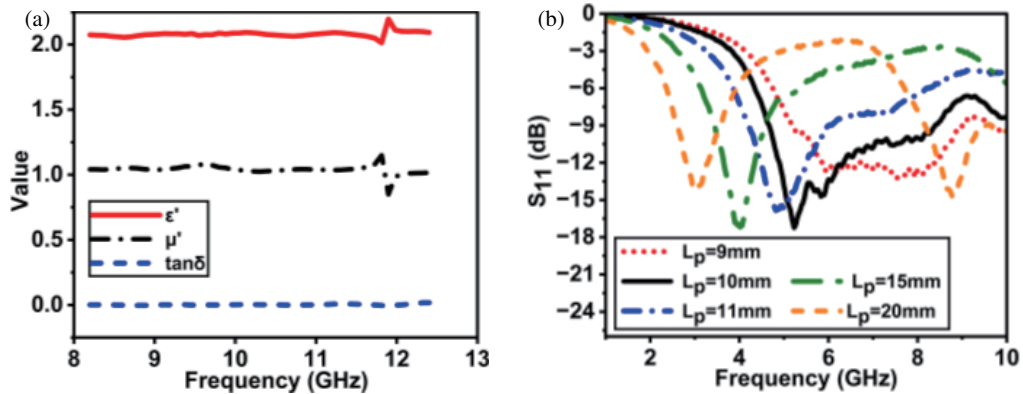 (a)
2.0
1.5
1.0
0.5
0.0
Value
ε'
μ'
tanδ
8 9 10 11 12 13
Frequency (GHz)
(b)
0
−3
−6
−9
−12
−15
−18
−21
−24
S11 (dB)
Lp=9mm
Lp=10mm
Lp=11mm
Lp=15mm
Lp=20mm
2 4 6 8 10
Frequency (GHz)